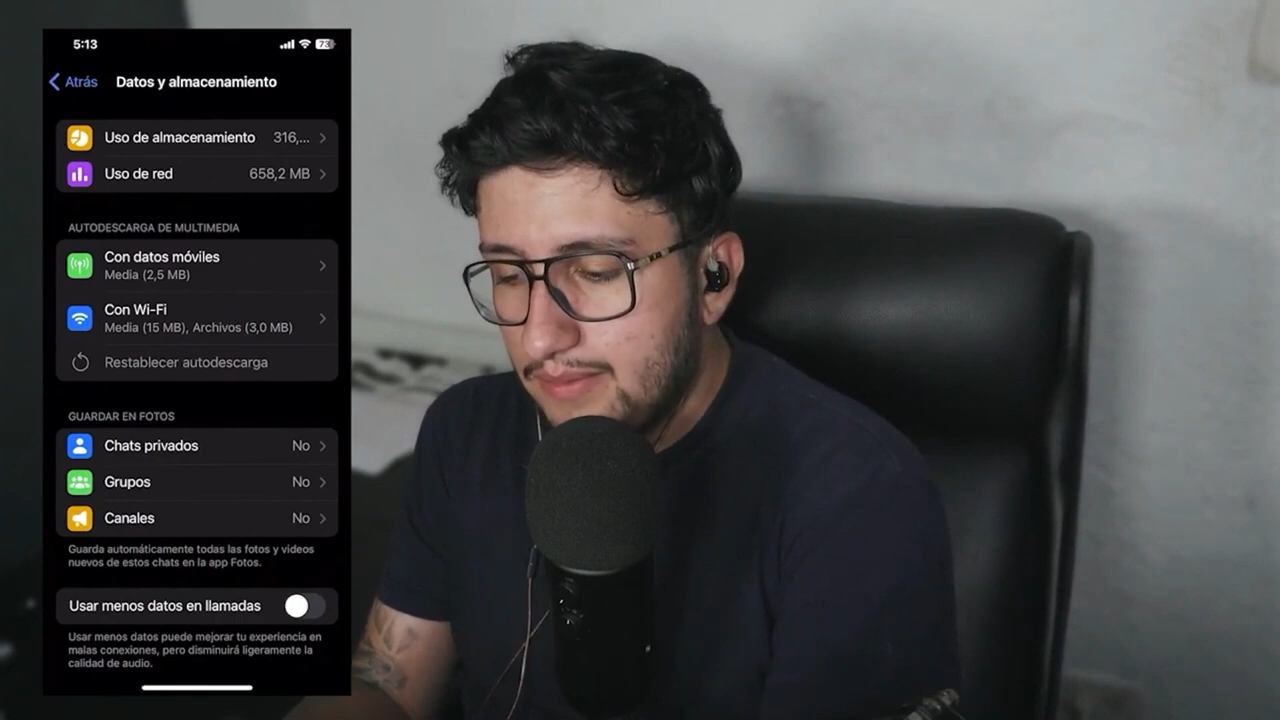 5:13
73
Atrás
Datos y almacenamiento
Uso de almacenamiento 316,...
Uso de red 658,2 MB
AUTODESCARGA DE MULTIMEDIA
Con datos móviles
Media (2,5 MB)
Con Wi-Fi
Media (15 MB), Archivos (3,0 MB)
Restablecer autodescarga
GUARDAR EN FOTOS
Chats privados No
Grupos No
Canales No
Guarda automáticamente todas las fotos y videos
nuevos de estos chats en la app Fotos.
Usar menos datos en llamadas
Usar menos datos puede mejorar tu experiencia en
malas conexiones, pero disminuirá ligeramente la
calidad de audio.